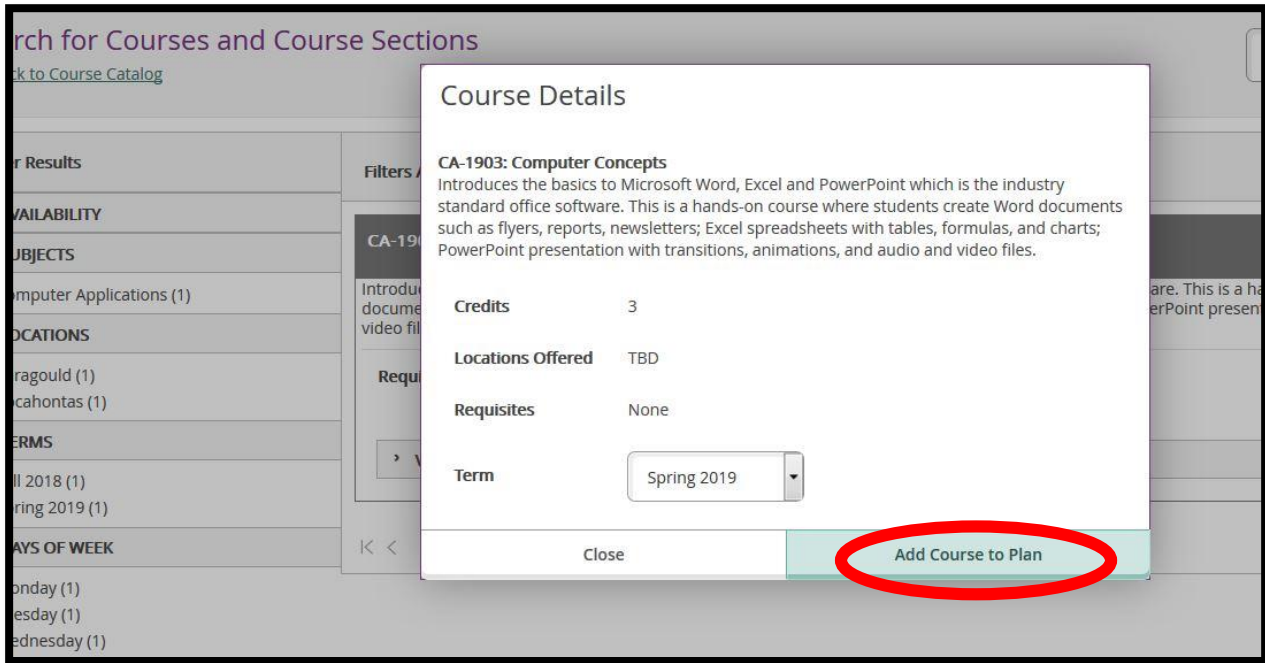 rch for Courses and Course Sections
ck to Course Catalog
r Results
VAILABILITY
UBJECTS
omputer Applications (1)
OCATIONS
ragould (1)
ocahontas (1)
ERMS
ll 2018 (1)
ring 2019 (1)
AYS OF WEEK
onday (1)
esday (1)
ednesday (1)
Filters A
CA-190
Introdu
docume
video fil
Requi
are. This is a ha
erPoint present
Course Details
CA-1903: Computer Concepts
Introduces the basics to Microsoft Word, Excel and PowerPoint which is the industry
standard office software. This is a hands-on course where students create Word documents
such as flyers, reports, newsletters; Excel spreadsheets with tables, formulas, and charts;
PowerPoint presentation with transitions, animations, and audio and video files.
Credits 3
Locations Offered TBD
Requisites None
Term Spring 2019
Close Add Course to Plan